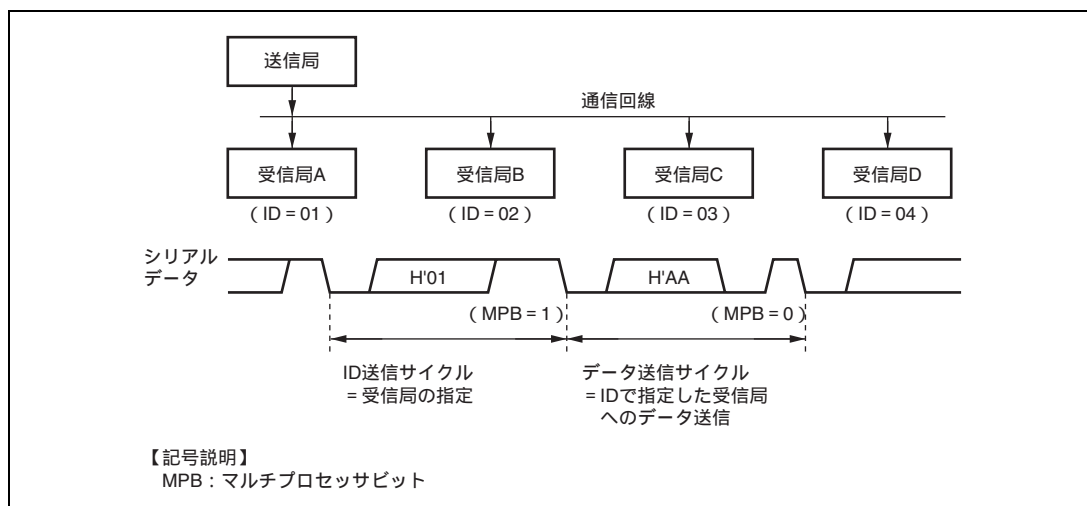 送信局
通信回線
受信局A
受信局B
受信局C
受信局D
(ID = 01)
(ID = 02)
(ID = 03)
(ID = 04)
シリアル
データ
H'01
H'AA
(MPB = 1)
(MPB = 0)
ID送信サイクル
= 受信局の指定
データ送信サイクル
= IDで指定した受信局
へのデータ送信
【記号説明】
MPB : マルチプロセッサビット